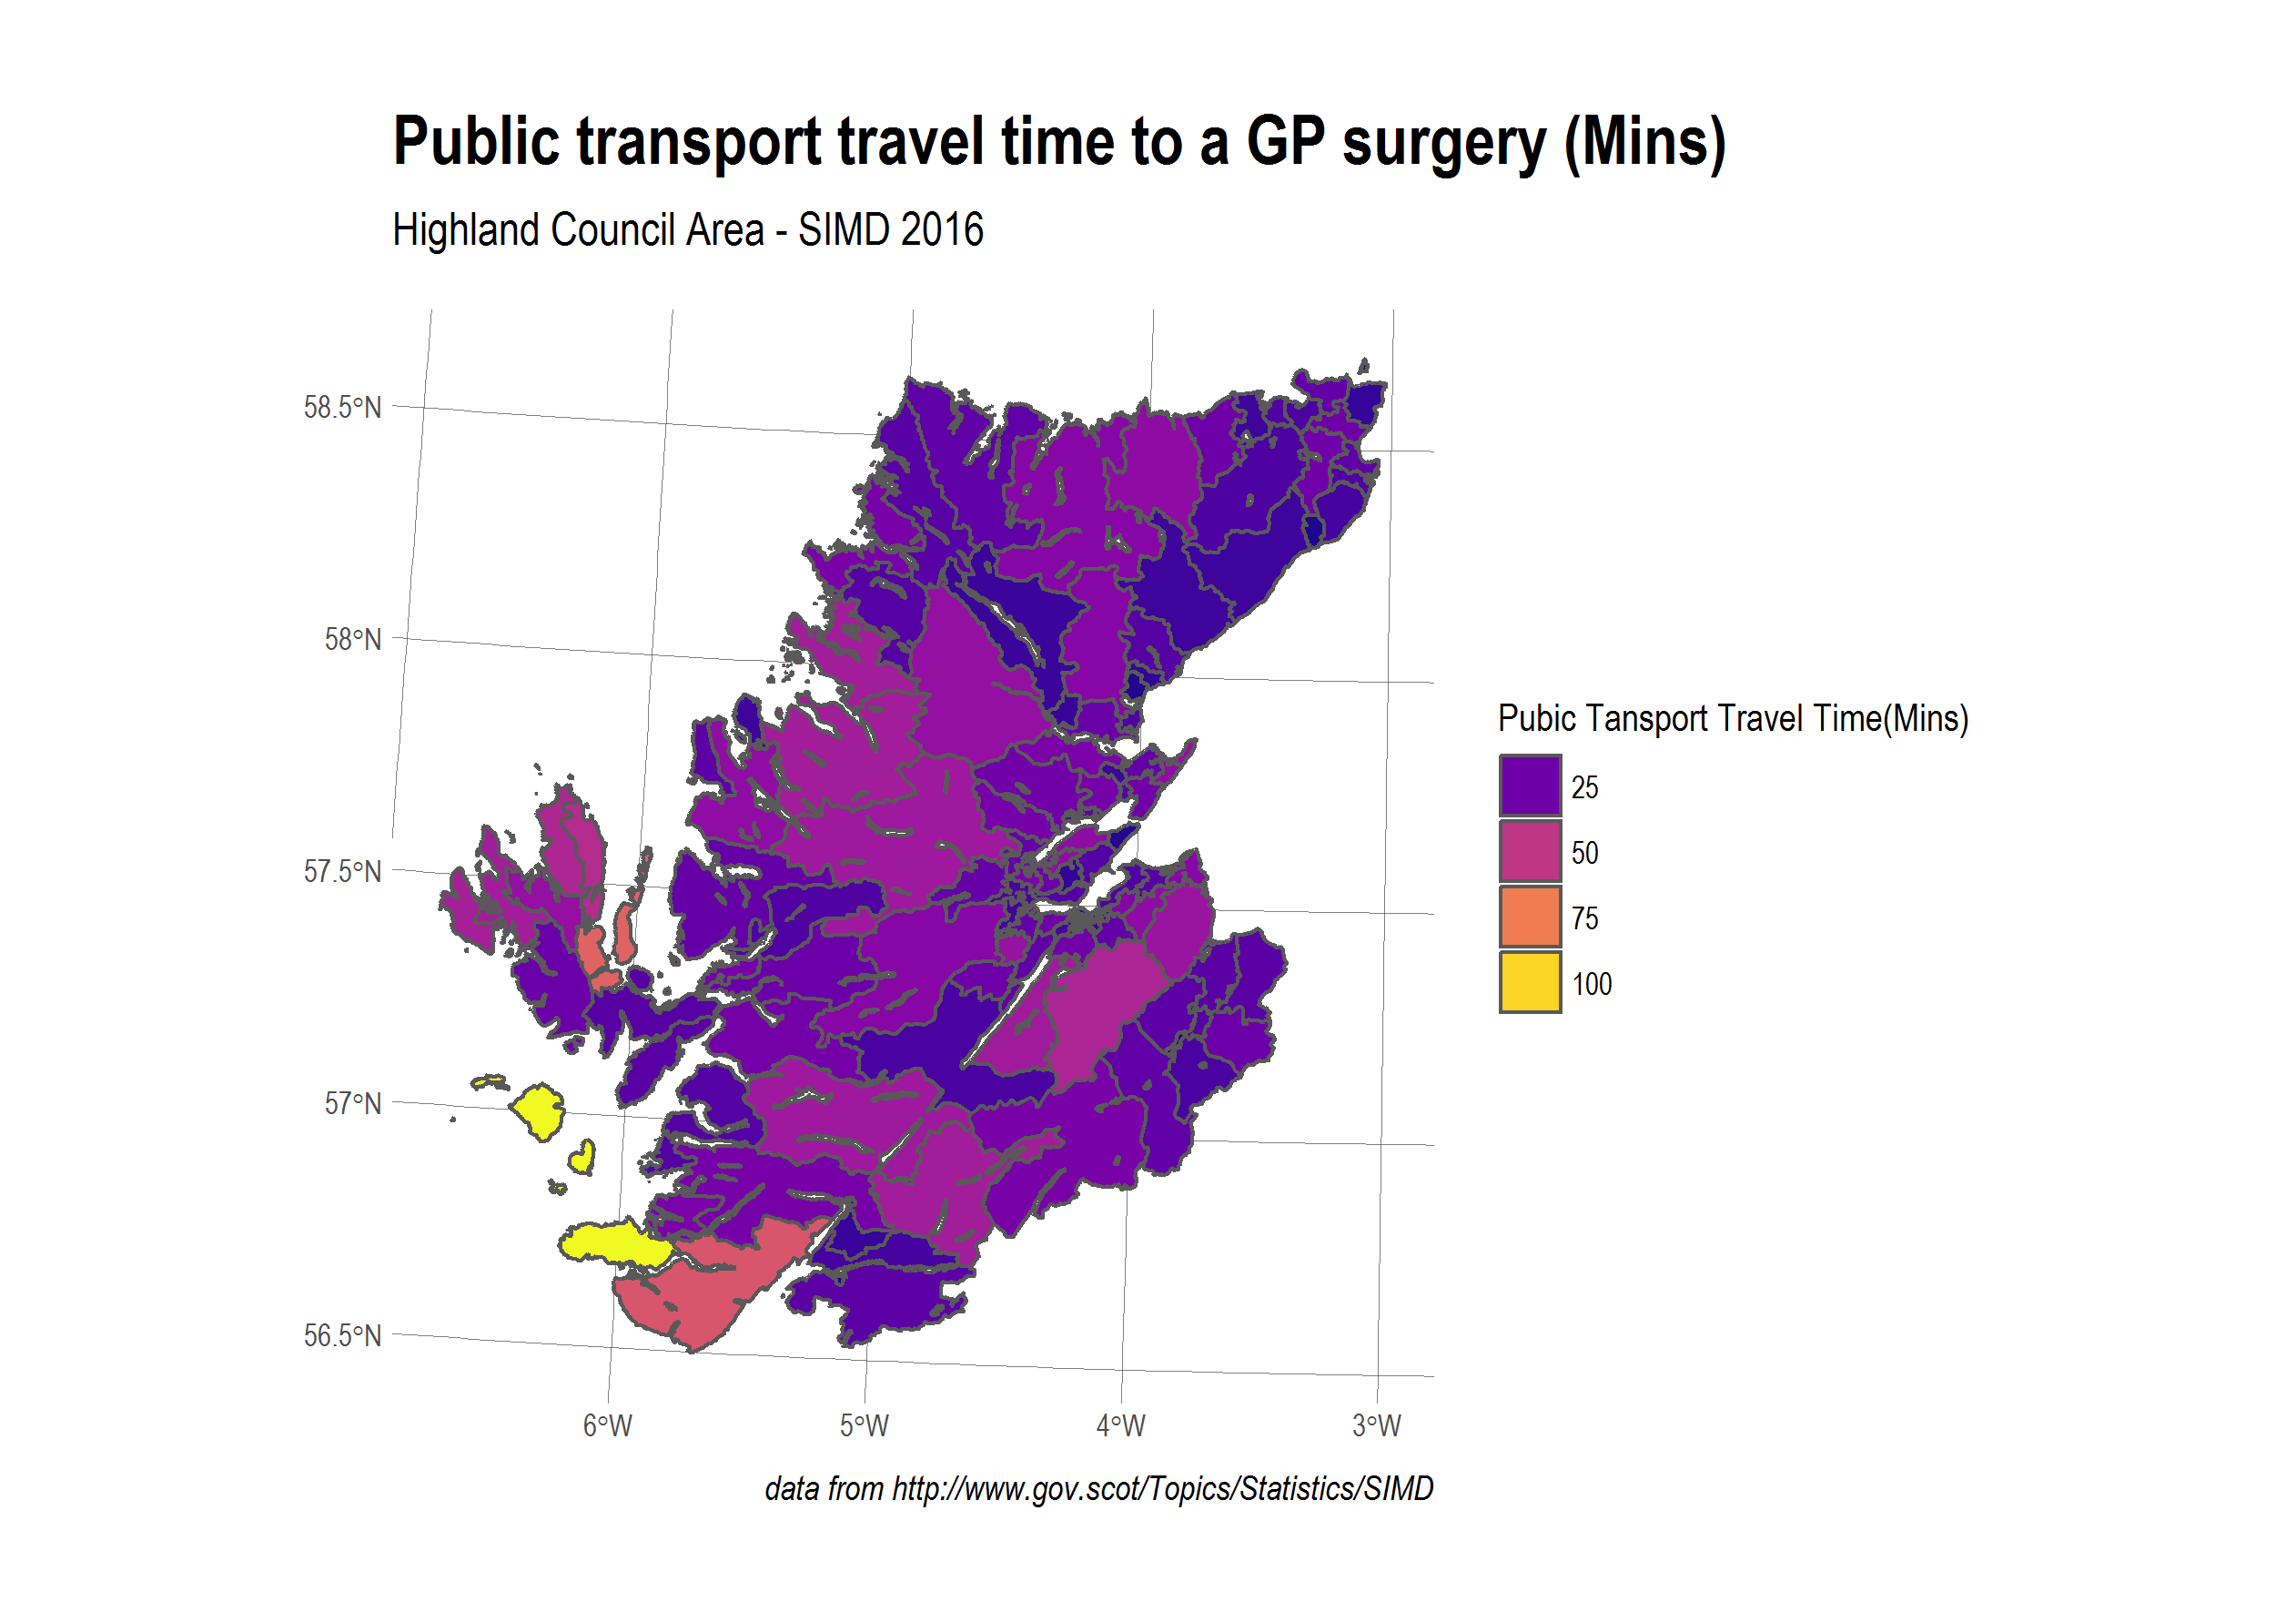 Public transport travel time to a GP surgery (Mins)
Highland Council Area - SIMD 2016
58.5°N
58°N
57.5°N
57°N
56.5°N
6°W
5°W
4°W
3°W
Pubic Tansport Travel Time(Mins)
25
50
75
100
data from http://www.gov.scot/Topics/Statistics/SIMD